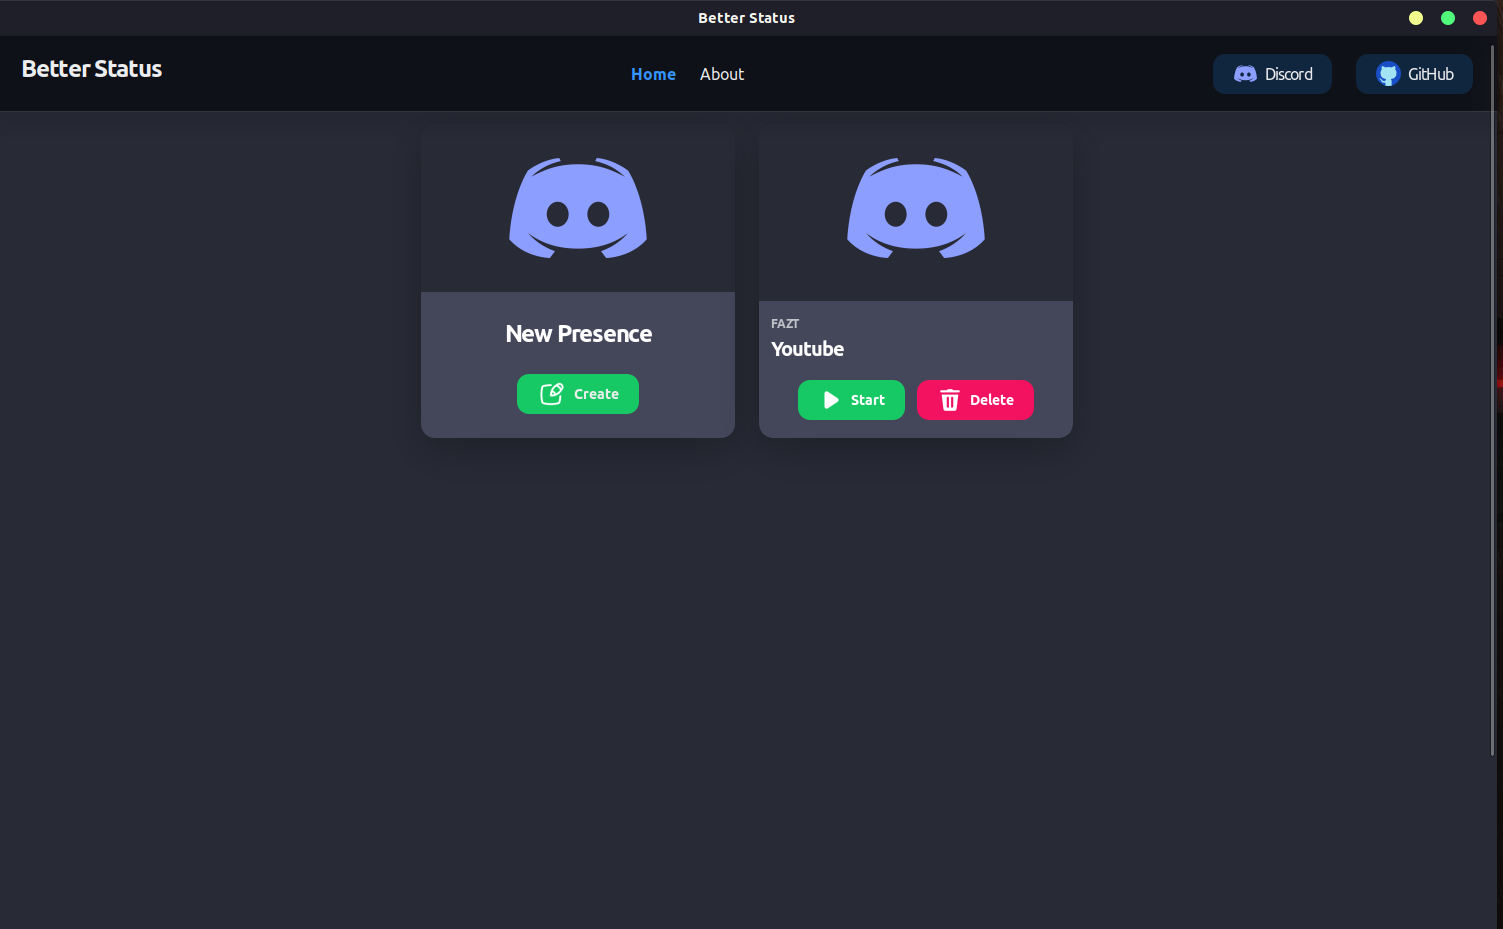 Better Status
Better Status
Home About
Discord GitHub
New Presence
Create
FAZT
Youtube
Start Delete